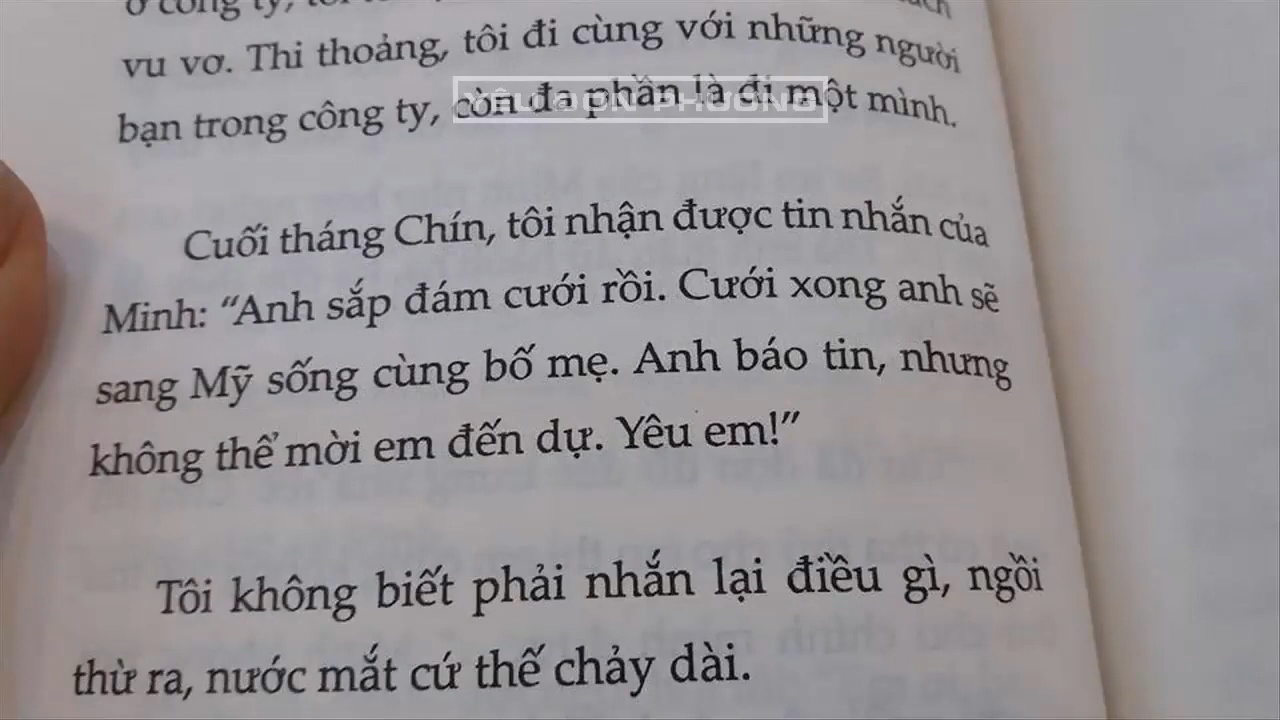 ở công ty, tôi
vu vơ. Thi thoảng, tôi đi cùng với những người
bạn trong công ty, còn đa phần là đi một mình.
Cuối tháng Chín, tôi nhận được tin nhắn của
Minh: “Anh sắp đám cưới rồi. Cưới xong anh sẽ
sang Mỹ sống cùng bố mẹ. Anh báo tin, nhưng
không thể mời em đến dự. Yêu em!”
Tôi không biết phải nhắn lại điều gì, ngồi
thừ ra, nước mắt cứ thế chảy dài.